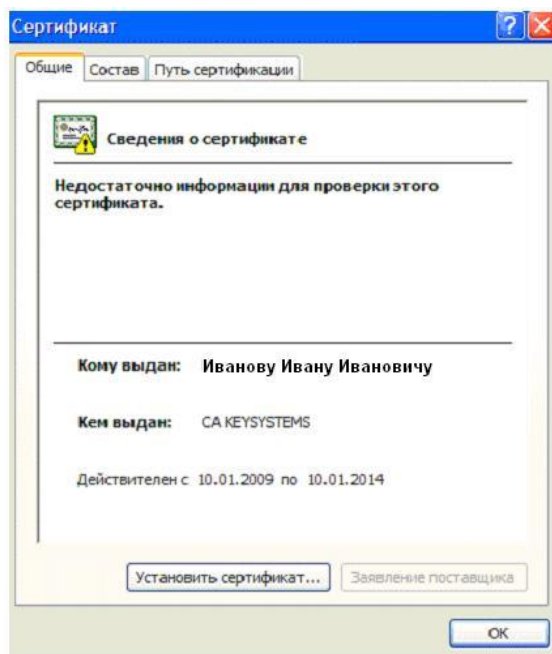 Сертификат
Общие Состав Путь сертификации
Сведения о сертификате
Недостаточно информации для проверки этого
сертификата.
Кому выдан: Иванову Ивану Ивановичу
Кем выдан: CA KEYSYSTEMS
Действителен с 10.01.2009 по 10.01.2014
Установить сертификат... Заявление поставщика
ОК